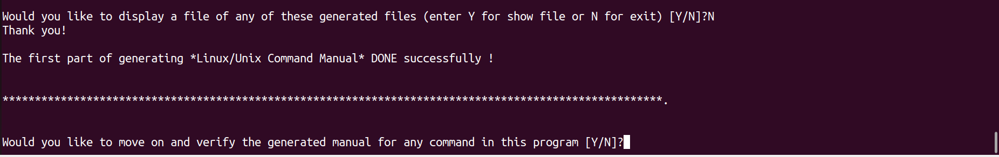 Would you like to display a file of any of these generated files (enter Y for show file or N for exit) [Y/N]?N
Thank you!
The first part of generating *Linux/Unix Command Manual* DONE successfully !
******************************************************************************************************.
Would you like to move on and verify the generated manual for any command in this program [Y/N]?